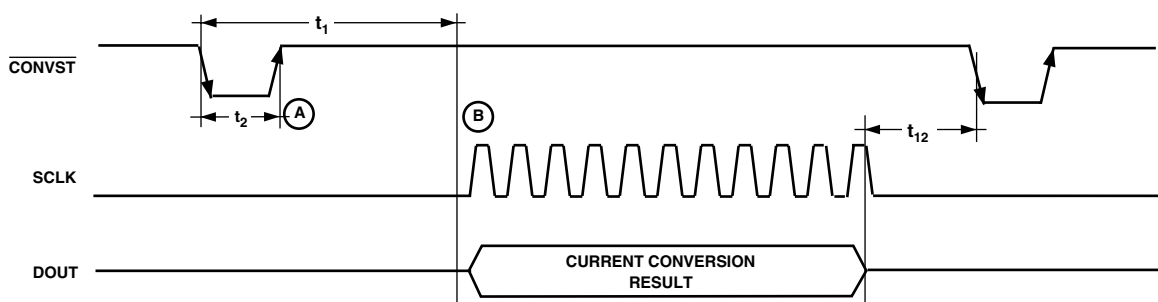 t₁
CONVST
t₂
A
B
t₁₂
SCLK
DOUT
CURRENT CONVERSION
RESULT